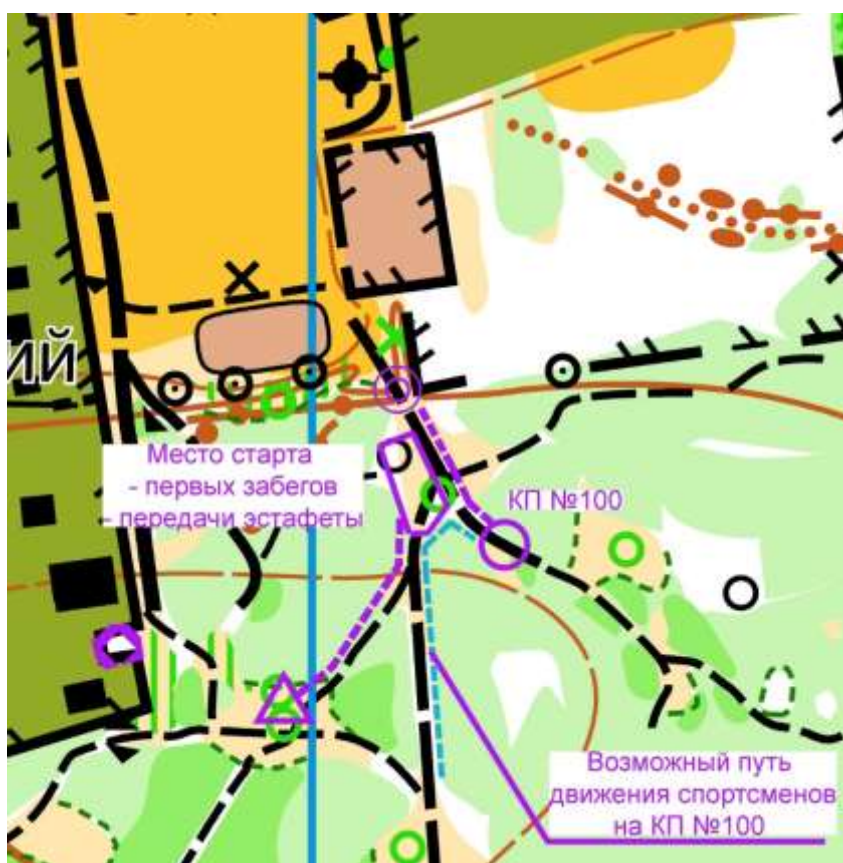 ИЙ
Место старта
- первых забегов
- передачи эстафеты
КП №100
Возможный путь
движения спортсменов
на КП №100